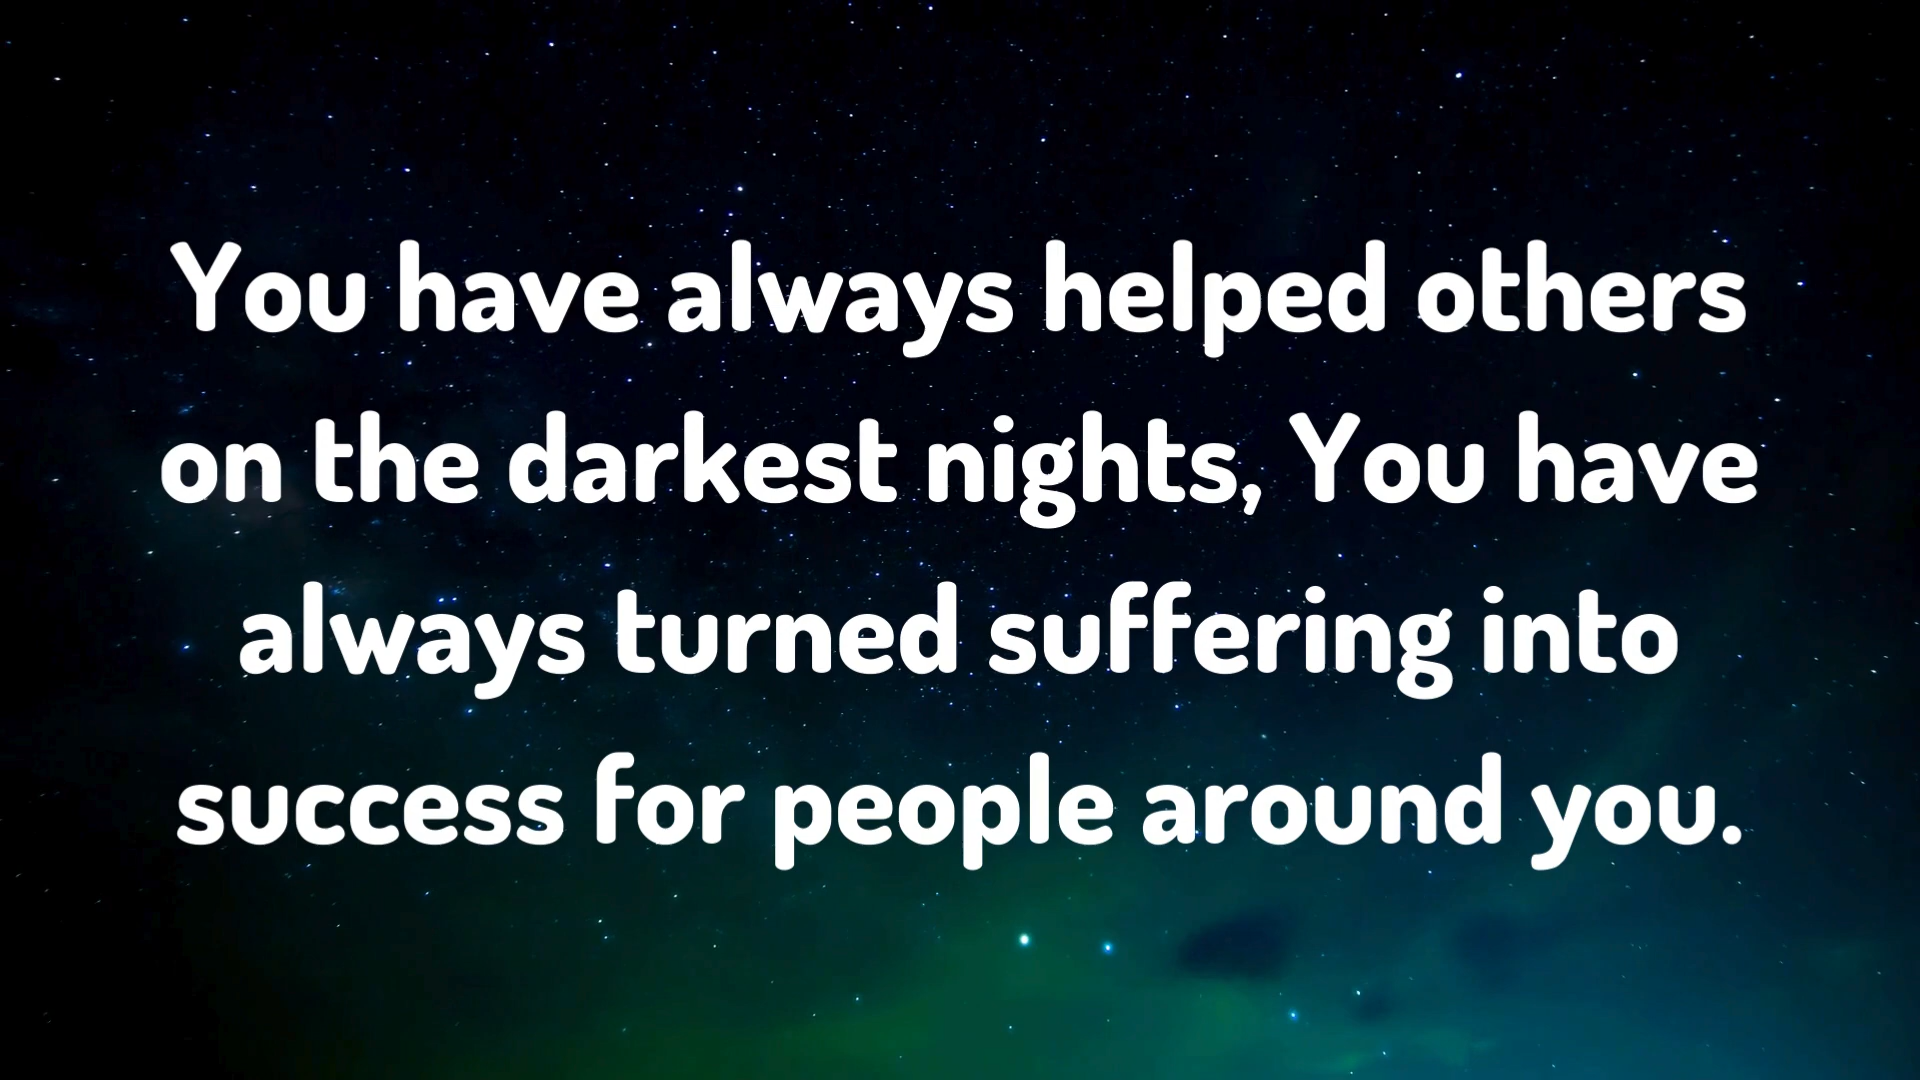 You have always helped others
on the darkest nights, You have
always turned suffering into
success for people around you.